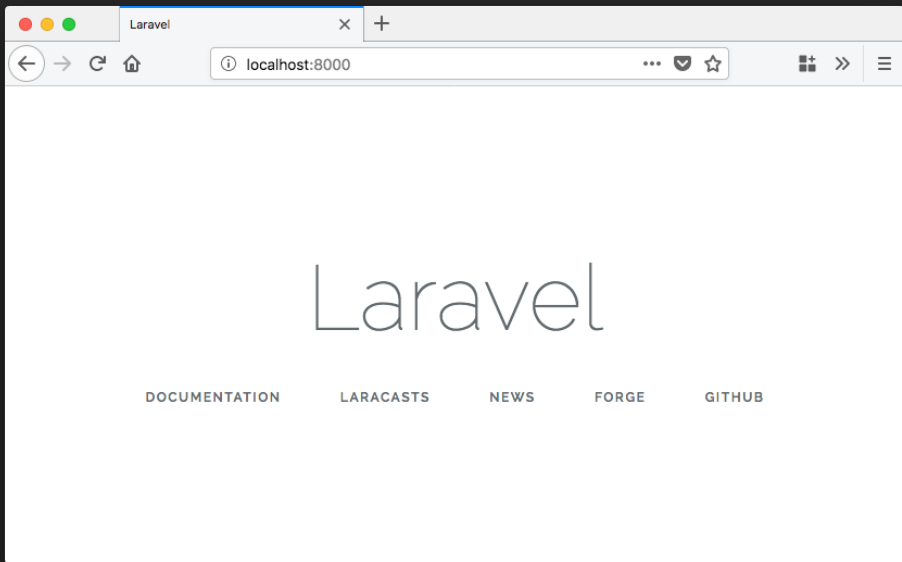 Laravel
localhost:8000
Laravel
DOCUMENTATION LARACASTS NEWS FORGE GITHUB